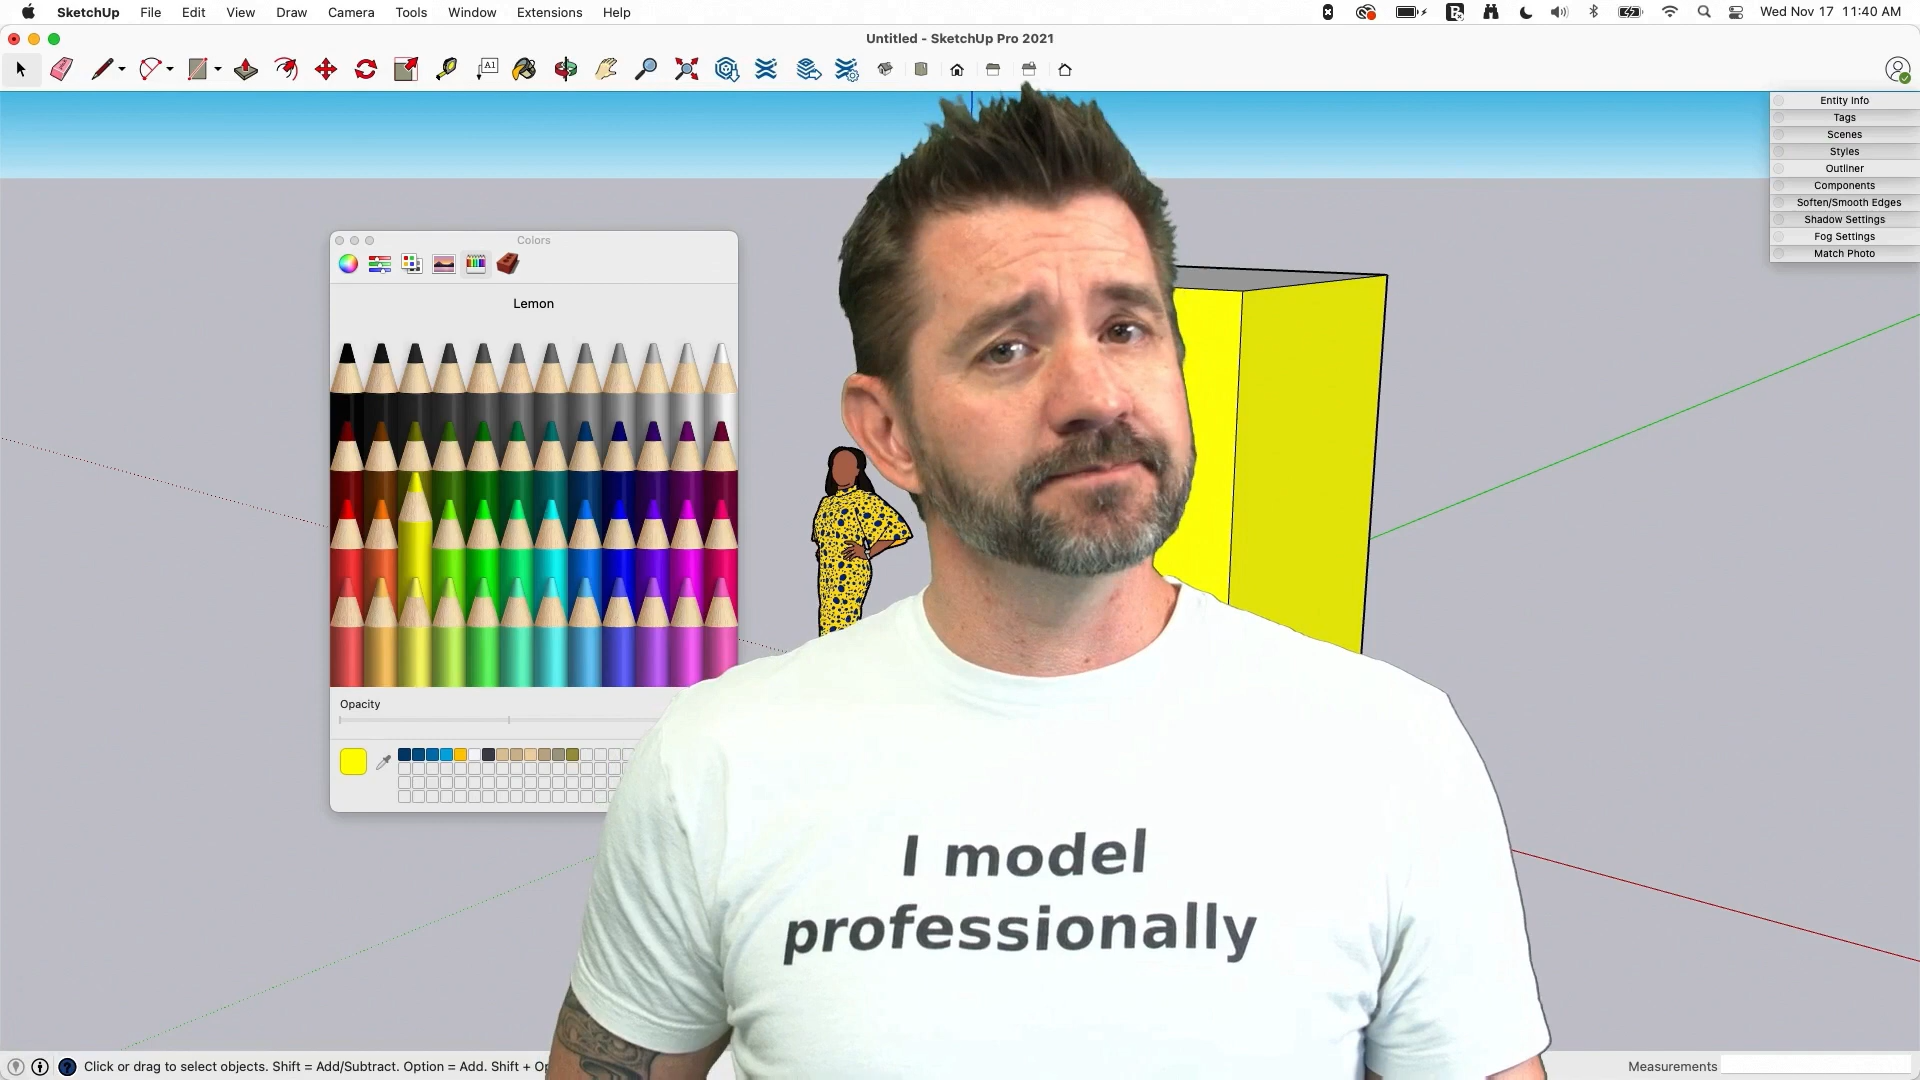 SketchUp File Edit View Draw Camera Tools Window Extensions Help
Wed Nov 17 11:40 AM
Untitled - SketchUp Pro 2021
A1
Entity Info
Tags
Scenes
Styles
Outliner
Components
Soften/Smooth Edges
Shadow Settings
Fog Settings
Match Photo
Colors
Lemon
Opacity
I model
professionally
Click or drag to select objects. Shift = Add/Subtract. Option = Add. Shift + Op
Measurements